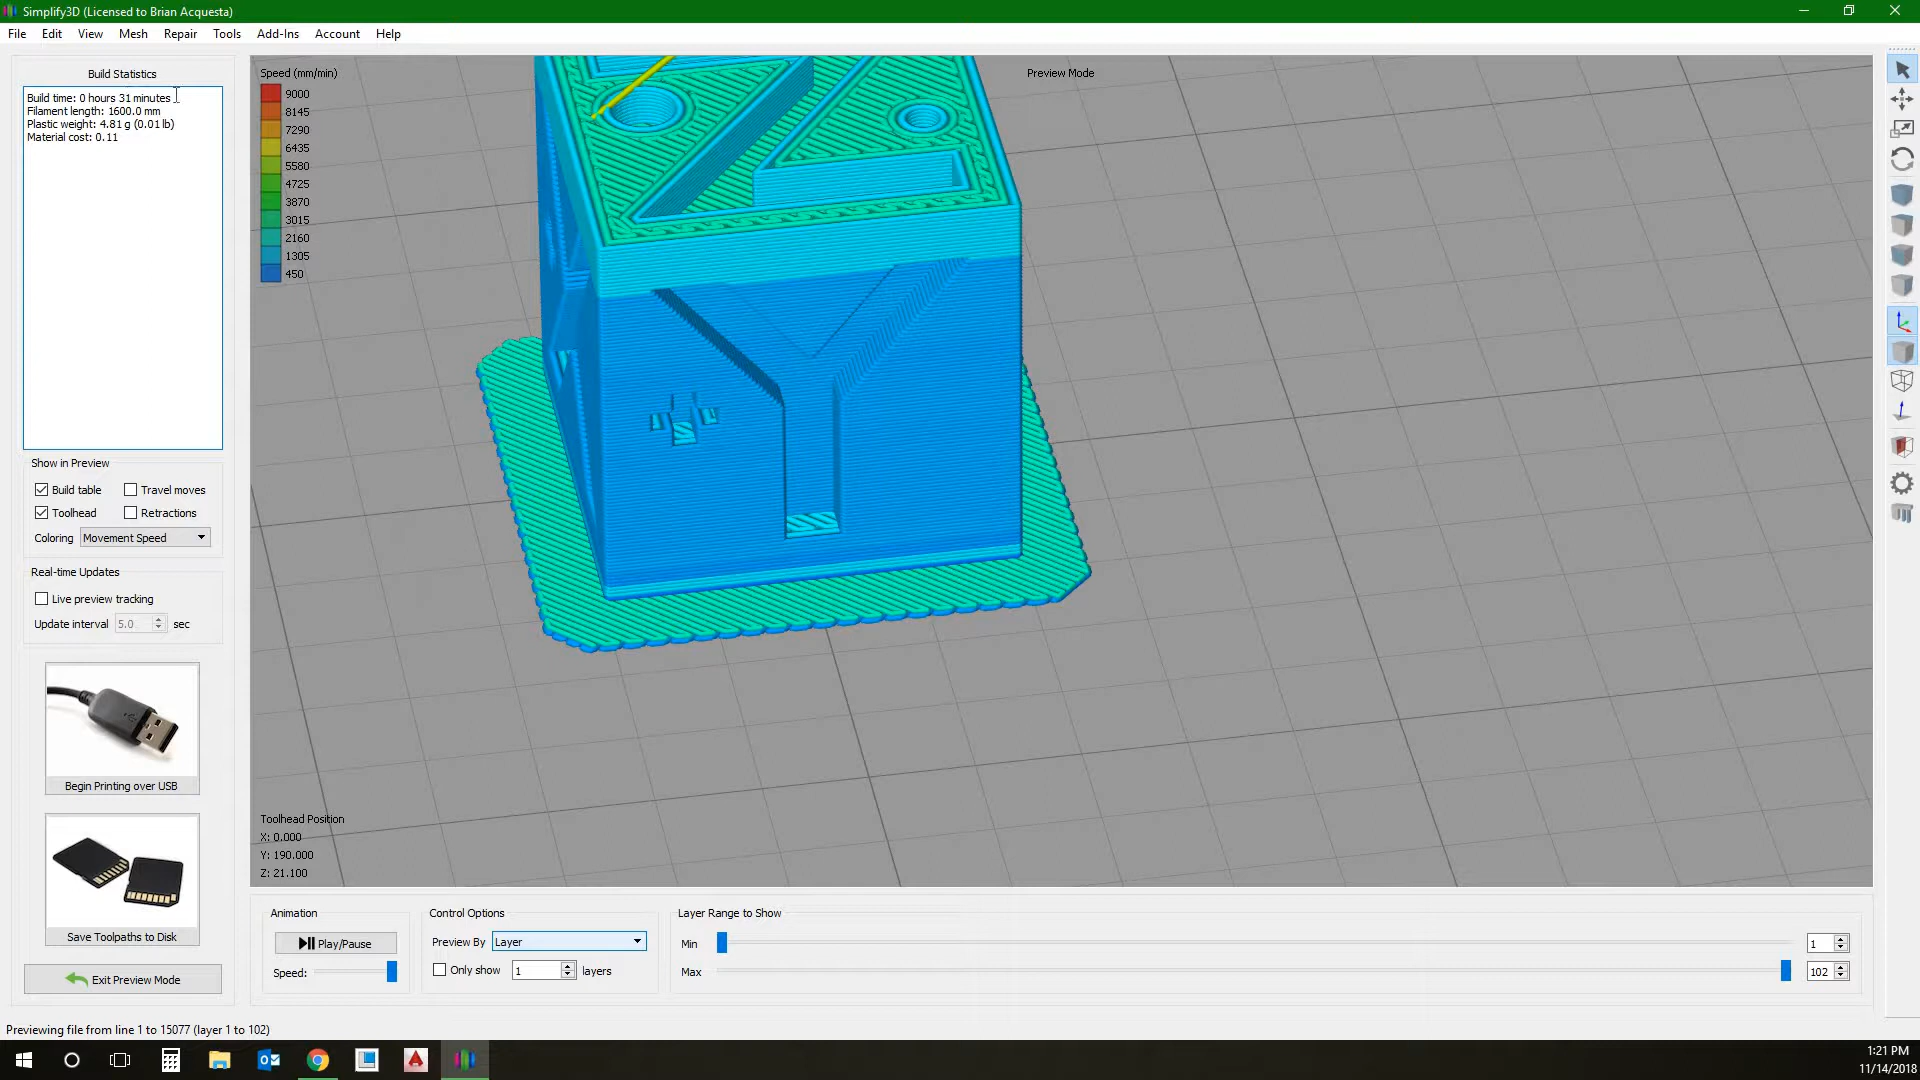 Simplify3D (Licensed to Brian Acquesta)
File Edit View Mesh Repair Tools Add-Ins Account Help
Build Statistics
Build time: 0 hours 31 minutes
Filament length: 1600.0 mm
Plastic weight: 4.81 g (0.01 lb)
Material cost: 0.11
Show in Preview
Build table Travel moves
Toolhead Retractions
Coloring Movement Speed
Real-time Updates
Live preview tracking
Update interval 5.0 sec
Begin Printing over USB
Save Toolpaths to Disk
Exit Preview Mode
Speed (mm/min)
9000
8145
7290
6435
5580
4725
3870
3015
2160
1305
450
Preview Mode
Toolhead Position
X: 0.000
Y: 190.000
Z: 21.100
Animation
Play/Pause
Speed:
Control Options
Preview By Layer
Only show 1 layers
Layer Range to Show
Min 1
Max 102
Previewing file from line 1 to 15077 (layer 1 to 102)
1:21 PM
11/14/2018